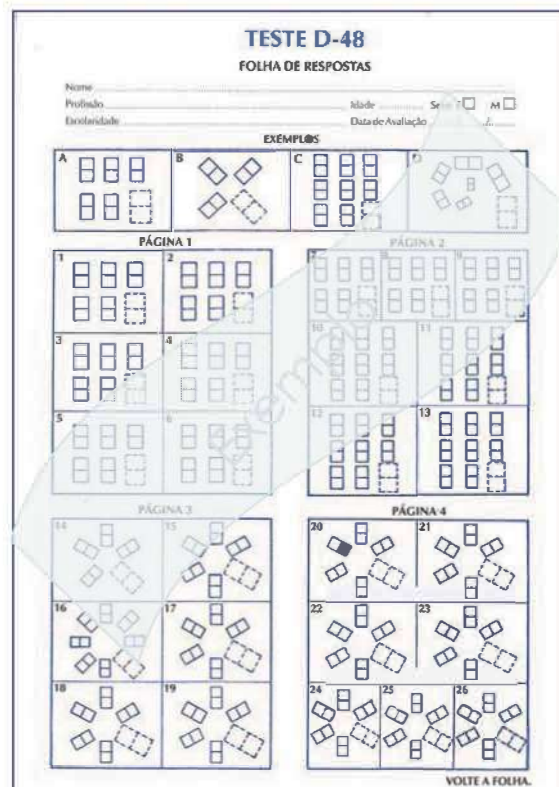 TESTE D-48
FOLHA DE RESPOSTAS
Nome
Profissão Idade Sexo F M
Escolaridade Data de Avaliação /
EXEMPLOS
A B C D
PÁGINA 1
1 2
3 4
5 6
PÁGINA 2
7 8 9
10 11
12 13
PÁGINA 3
14 15
16 17
18 19
PÁGINA 4
20 21
22 23
24 25 26
VOLTE A FOLHA.
Exemplo